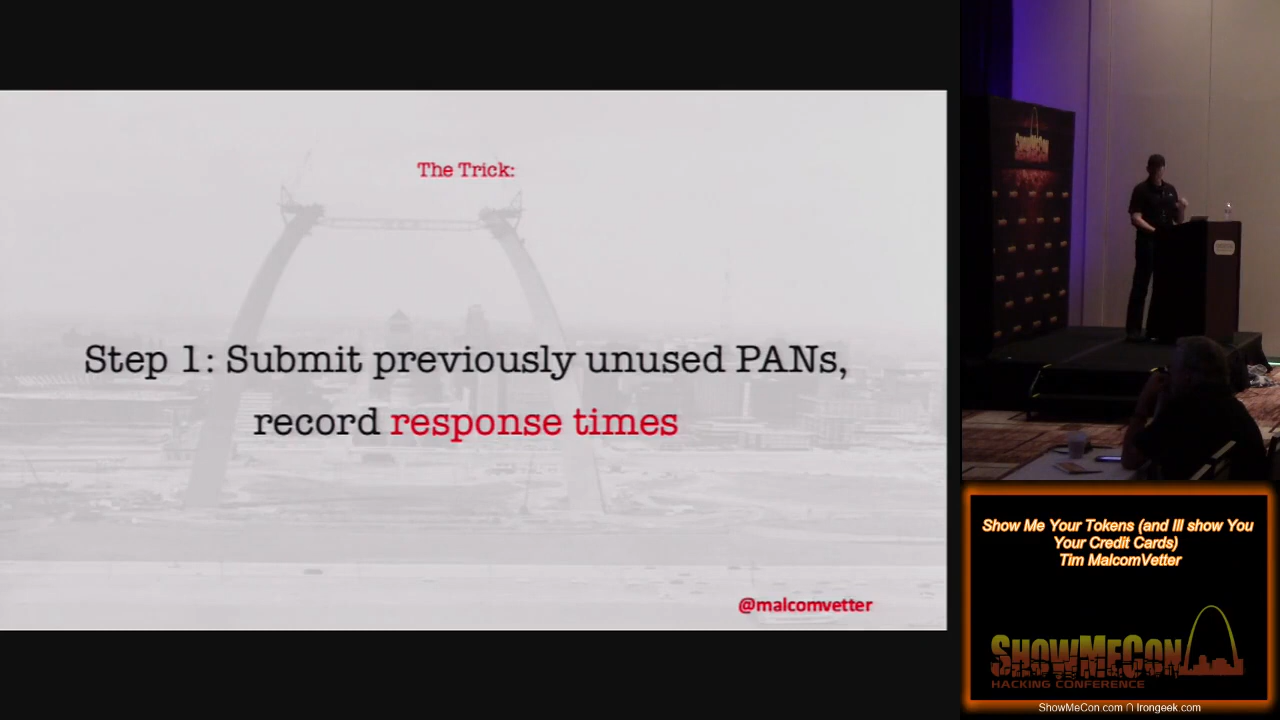 The Trick:
Step 1: Submit previously unused PANs,
record response times
@malcomvetter
ShowMeCon
Show Me Your Tokens (and Ill show You
Your Credit Cards)
Tim MalcomVetter
ShowMeCon
HACKING CONFERENCE
ShowMeCon.com ∩ Irongeek.com